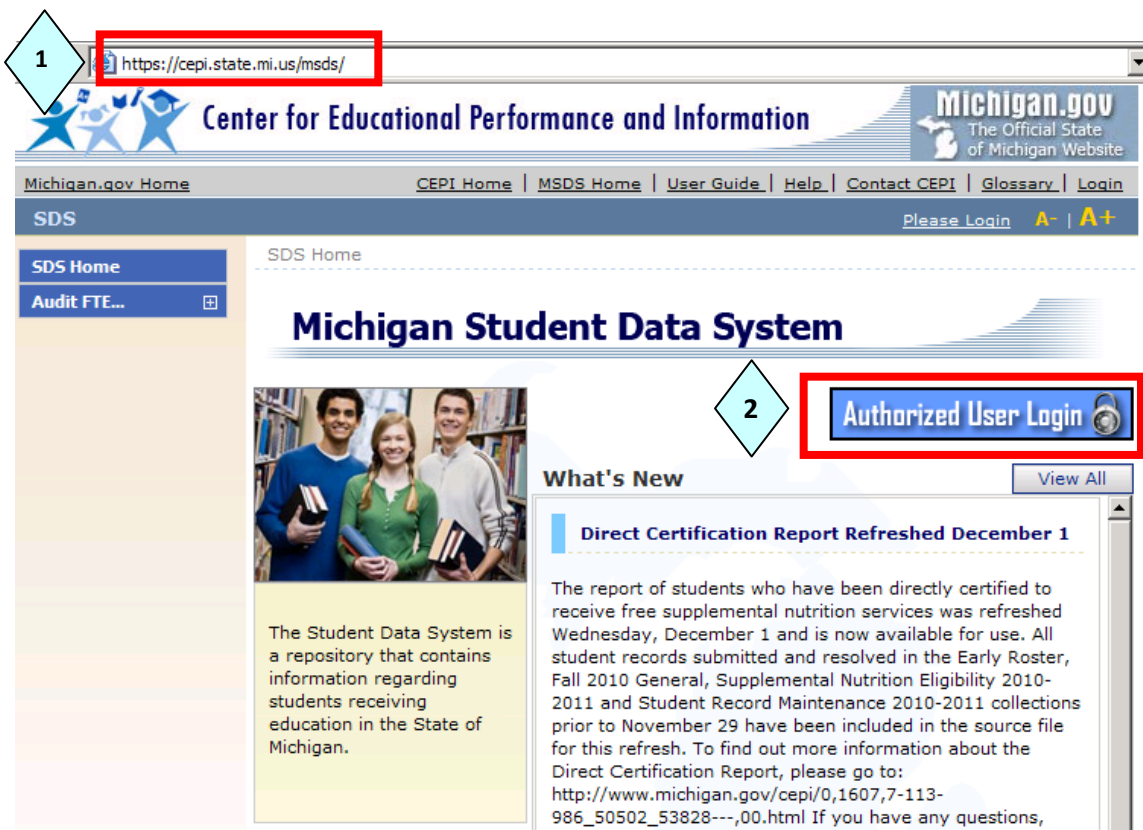 1
https://cepi.state.mi.us/msds/
Center for Educational Performance and Information
Michigan.gov
The Official State
of Michigan Website
Michigan.gov Home
CEPI Home | MSDS Home | User Guide | Help | Contact CEPI | Glossary | Login
SDS
Please Login A- | A+
SDS Home
Audit FTE...
SDS Home
Michigan Student Data System
2
Authorized User Login
The Student Data System is
a repository that contains
information regarding
students receiving
education in the State of
Michigan.
What's New
View All
Direct Certification Report Refreshed December 1
The report of students who have been directly certified to
receive free supplemental nutrition services was refreshed
Wednesday, December 1 and is now available for use. All
student records submitted and resolved in the Early Roster,
Fall 2010 General, Supplemental Nutrition Eligibility 2010-
2011 and Student Record Maintenance 2010-2011 collections
prior to November 29 have been included in the source file
for this refresh. To find out more information about the
Direct Certification Report, please go to:
http://www.michigan.gov/cepi/0,1607,7-113-
986_50502_53828---,00.html If you have any questions,